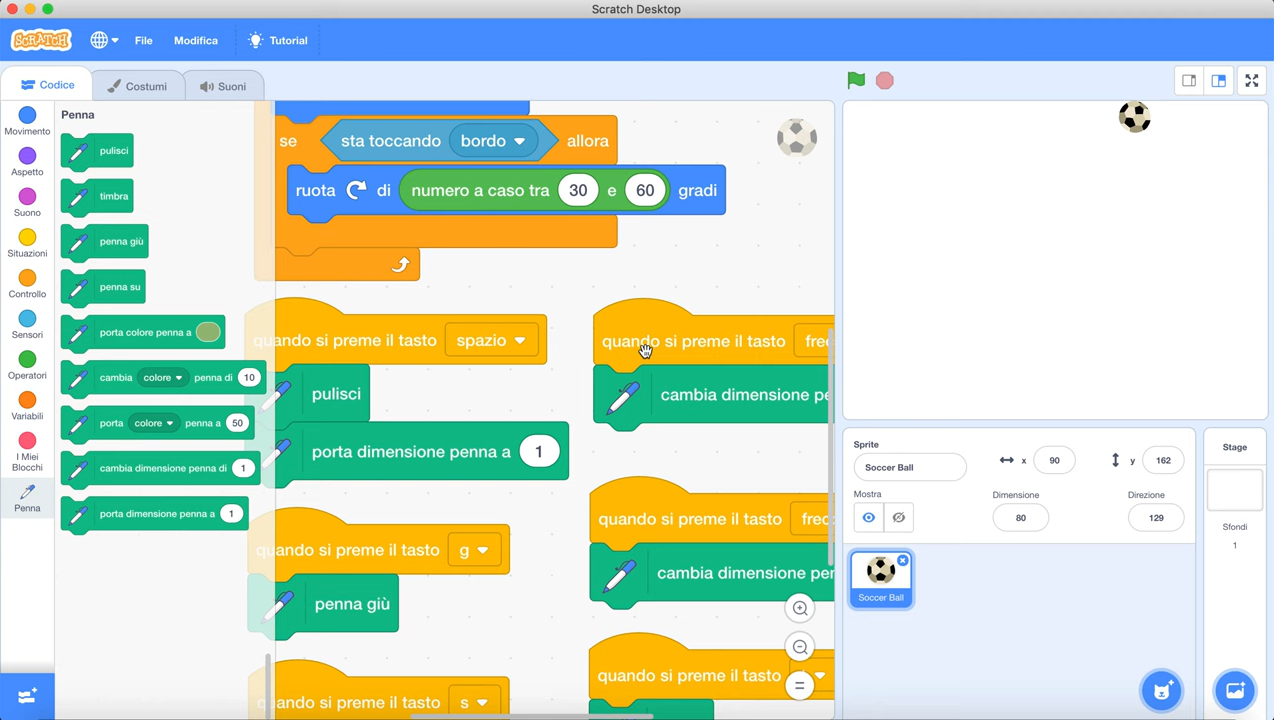 Scratch Desktop
SCRATCH
File
Modifica
Tutorial
Codice
Costumi
Suoni
Movimento
Aspetto
Suono
Situazioni
Controllo
Sensori
Operatori
Variabili
I Miei
Blocchi
Penna
Penna
pulisci
timbra
penna giù
penna su
porta colore penna a
cambia colore penna di 10
porta colore penna a 50
cambia dimensione penna di 1
porta dimensione penna a 1
se sta toccando bordo allora
ruota di numero a caso tra 30 e 60 gradi
quando si preme il tasto spazio
pulisci
porta dimensione penna a 1
quando si preme il tasto g
penna giù
quando si preme il tasto s
quando si preme il tasto
cambia dimensione
quando si preme il tasto
cambia dimensione
quando si preme il tasto
Sprite
Soccer Ball
x 90
y 162
Mostra
Dimensione
80
Direzione
129
Soccer Ball
Stage
Sfondi
1